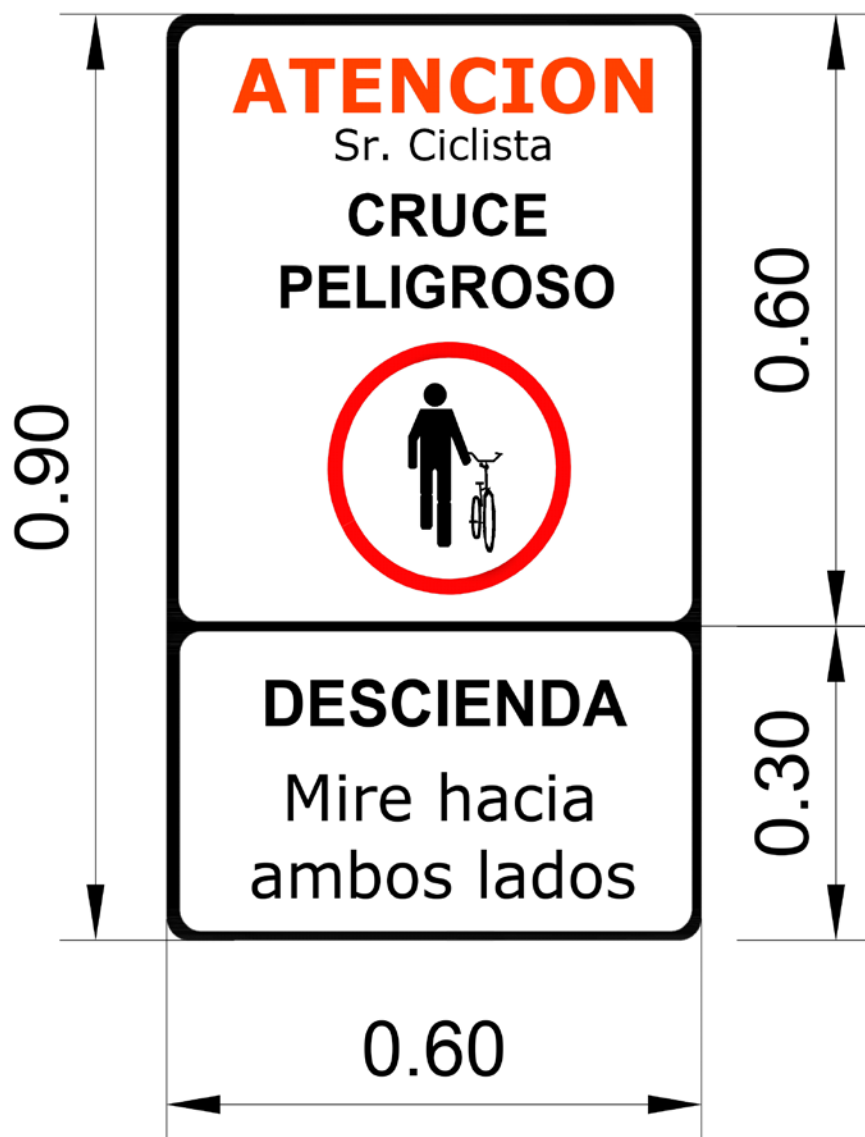 ATENCION
Sr. Ciclista
CRUCE
PELIGROSO
0.60
0.90
DESCIENDA
Mire hacia
ambos lados
0.30
0.60